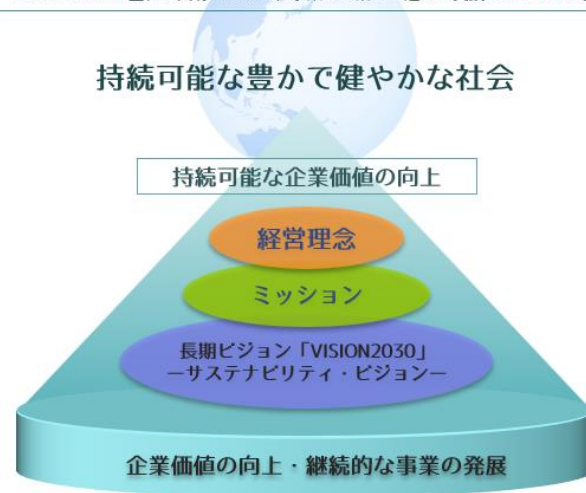 持続可能な豊かで健やかな社会
持続可能な企業価値の向上
経営理念
ミッション
長期ビジョン「VISION2030」
ーサステナビリティ・ビジョンー
企業価値の向上・継続的な事業の発展